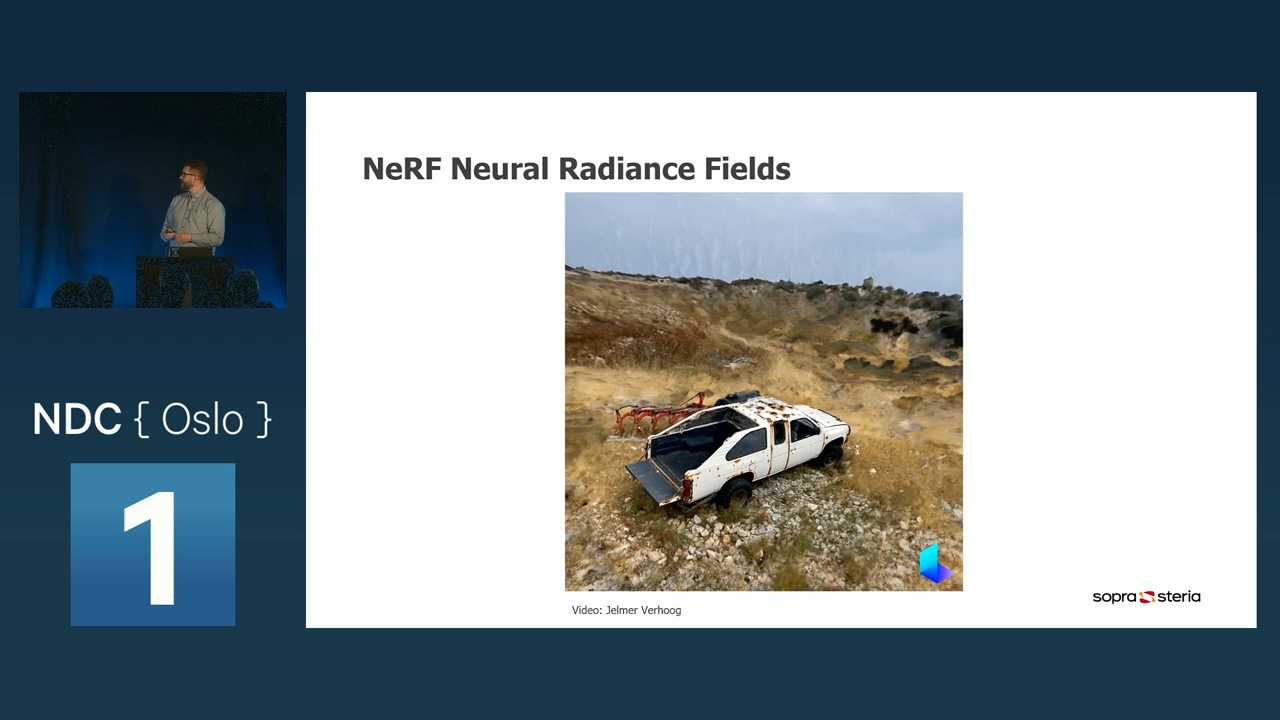 NeRF Neural Radiance Fields
NDC { Oslo }
1
Video: Jelmer Verhoog
sopra steria